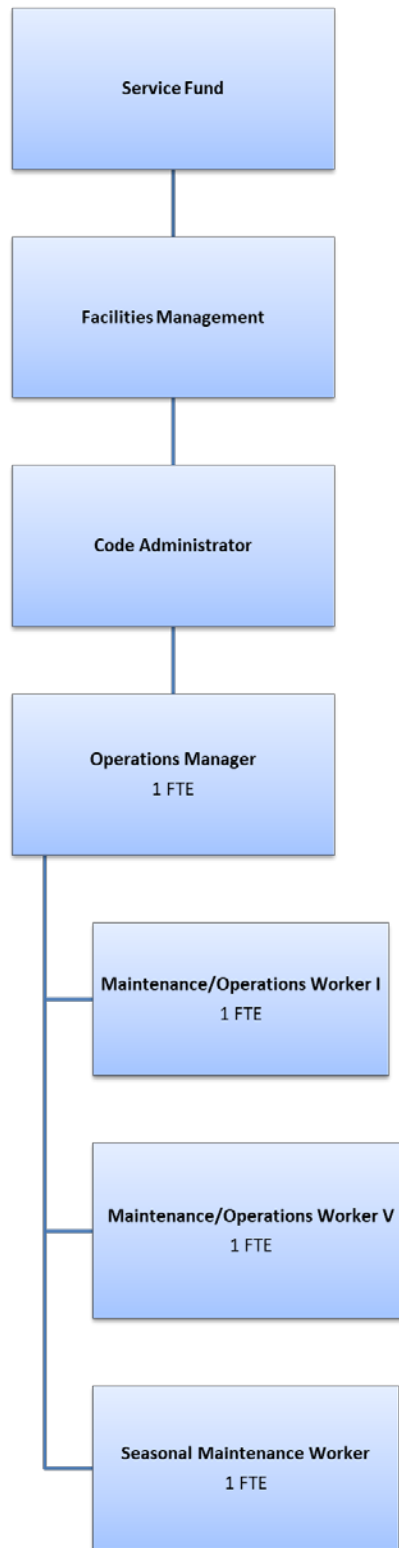 Service Fund
Facilities Management
Code Administrator
Operations Manager
1 FTE
Maintenance/Operations Worker I
1 FTE
Maintenance/Operations Worker V
1 FTE
Seasonal Maintenance Worker
1 FTE